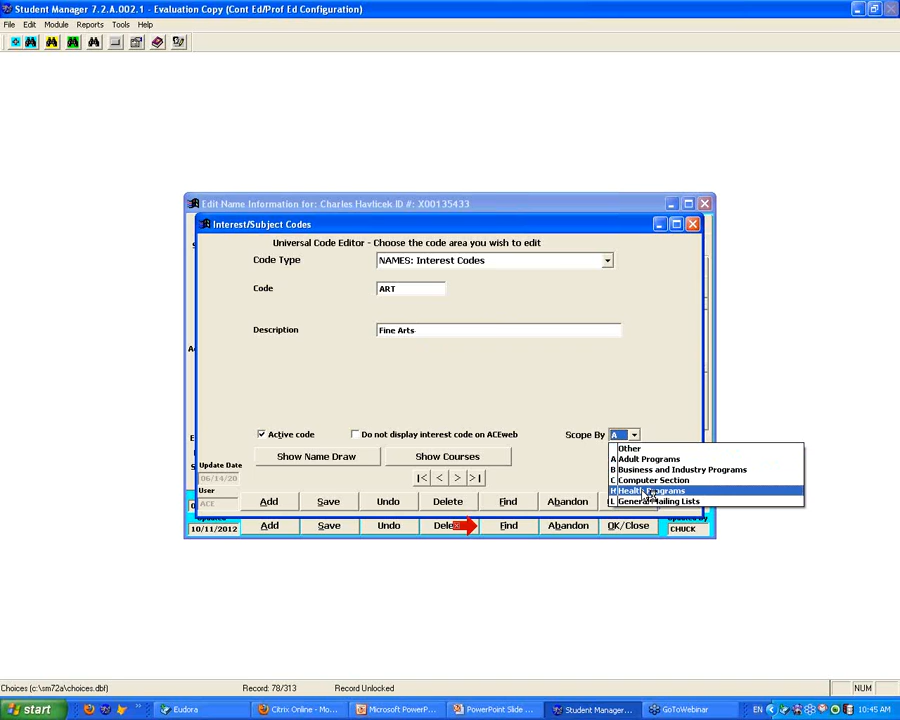 Student Manager 7.2.A.002.1 - Evaluation Copy (Cont Ed/Prof Ed Configuration)
File Edit Module Reports Tools Help
Edit Name Information for: Charles Havlicek ID #: X00135433
Interest/Subject Codes
Universal Code Editor - Choose the code area you wish to edit
Code Type NAMES: Interest Codes
Code ART
Description Fine Arts
Active code Do not display interest code on ACEweb Scope By A
Other
A Adult Programs
B Business and Industry Programs
C Computer Section
H Health Programs
L General Mailing Lists
Show Name Draw Show Courses
Update Date
06/14/20
|< < > >|
User
ACE
Add Save Undo Delete Find Abandon
Add Save Undo Find Abandon OK/Close
10/11/2012 CHUCK
Choices (c:\sm72a\choices.dbf) Record: 78/313 Record Unlocked NUM
start Eudora Citrix Online - Mo... Microsoft PowerP... PowerPoint Slide ... Student Manager... GoToWebinar EN 10:45 AM